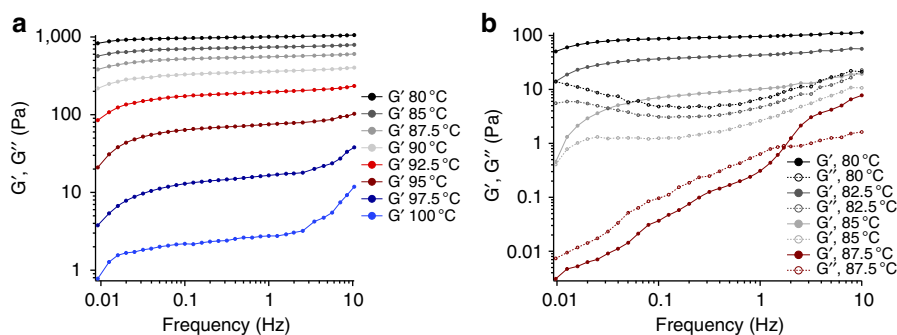 a
1,000
100
10
1
G′, G″ (Pa)
0.01 0.1 1 10
Frequency (Hz)
G′ 80 °C
G′ 85 °C
G′ 87.5 °C
G′ 90 °C
G′ 92.5 °C
G′ 95 °C
G′ 97.5 °C
G′ 100 °C
b
100
10
1
0.1
0.01
G′, G″ (Pa)
0.01 0.1 1 10
Frequency (Hz)
G′, 80 °C
G″, 80 °C
G′, 82.5 °C
G″, 82.5 °C
G′, 85 °C
G″, 85 °C
G′, 87.5 °C
G″, 87.5 °C